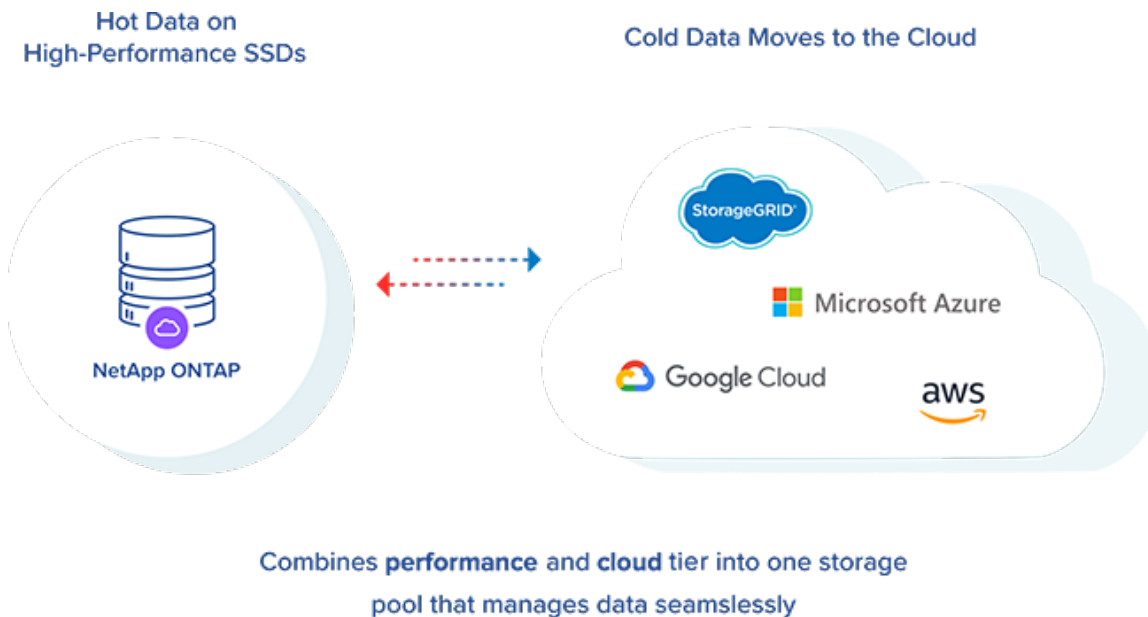 Hot Data on
High-Performance SSDs
Cold Data Moves to the Cloud
StorageGRID®
Microsoft Azure
NetApp ONTAP
Google Cloud
aws
Combines performance and cloud tier into one storage
pool that manages data seamslessly